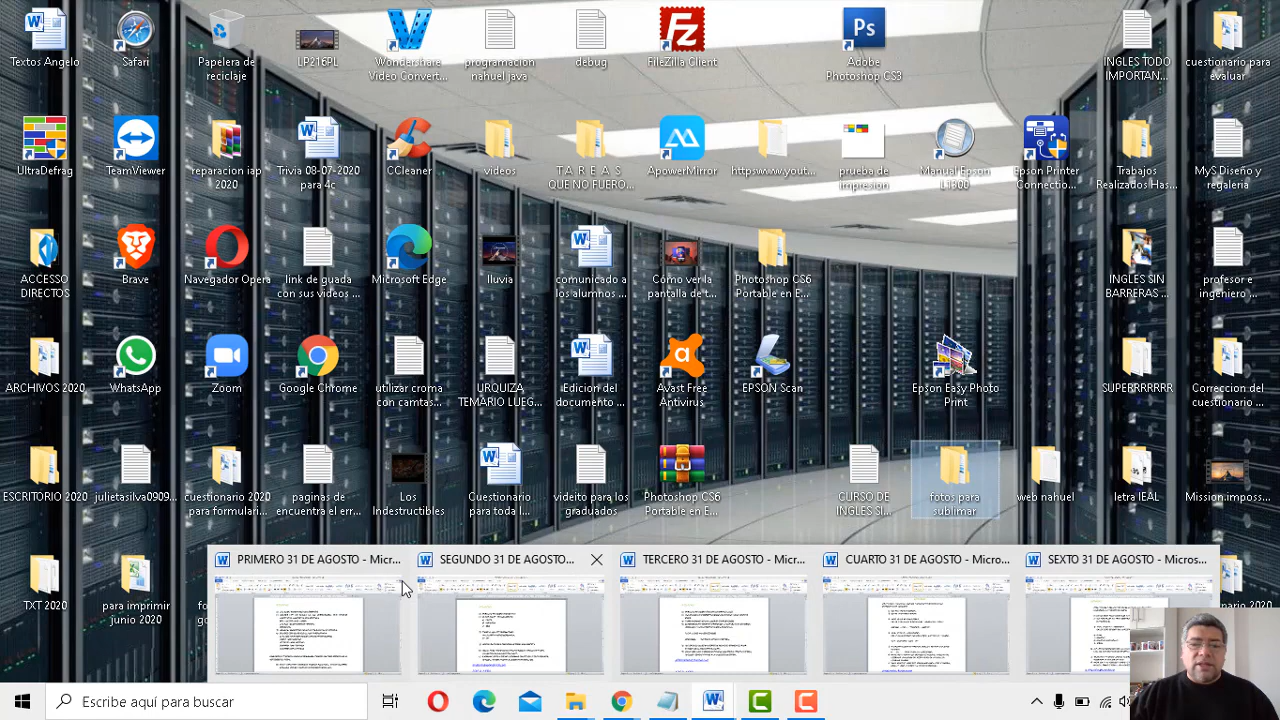 Textos Angelo
Safari
Papelera de
reciclaje
LP216PL
Wondershare
Video Convert...
programacion
nahuel java
debug
FileZilla Client
Ps
Adobe
Photoshop CS3
INGLES TODO
IMPORTAN...
cuestionario para
evaluar
UltraDefrag
TeamViewer
reparacion iap
2020
Trivia 08-07-2020
para 4c
CCleaner
videos
T A R E A S
QUE NO FUERO...
ApowerMirror
httpswww.yout...
prueba de
impresion
Manual Epson
L1300
Epson Printer
Connectio...
Trabajos
Realizados Has...
MyS Diseño y
regaleria
ACCESSO
DIRECTOS
Brave
Navegador Opera
link de guada
con sus videos ...
Microsoft Edge
lluvia
comunicado a
los alumnos ...
Cómo ver la
pantalla de t...
Photoshop CS6
Portable en E...
INGLES SIN
BARRERAS ...
profesor e
ingeniero ...
ARCHIVOS 2020
WhatsApp
Zoom
Google Chrome
utilizar croma
con camtas...
URQUIZA
TEMARIO LUEG...
Edicion del
documento ...
Avast Free
Antivirus
EPSON Scan
Epson Easy Photo
Print
SUPERRRRRRR
Correccion del
cuestionario ...
ESCRITORIO 2020
julietasilva0909...
cuestionario 2020
para formulari...
paginas de
encuentra el err...
Los
Indestructibles
Cuestionario
para toda l...
videito para los
graduados
Photoshop CS6
Portable en E...
CURSO DE
INGLES SI...
fotos para
sublimar
web nahuel
letra IEAL
Mission.imposs...
TXT 2020
para imprimir
junio 2020
PRIMERO 31 DE AGOSTO - Micr...
SEGUNDO 31 DE AGOSTO...
TERCERO 31 DE AGOSTO - Micr...
CUARTO 31 DE AGOSTO - Micro...
SEXTO 31 DE AGOSTO - Micros...
Escribe aquí para buscar